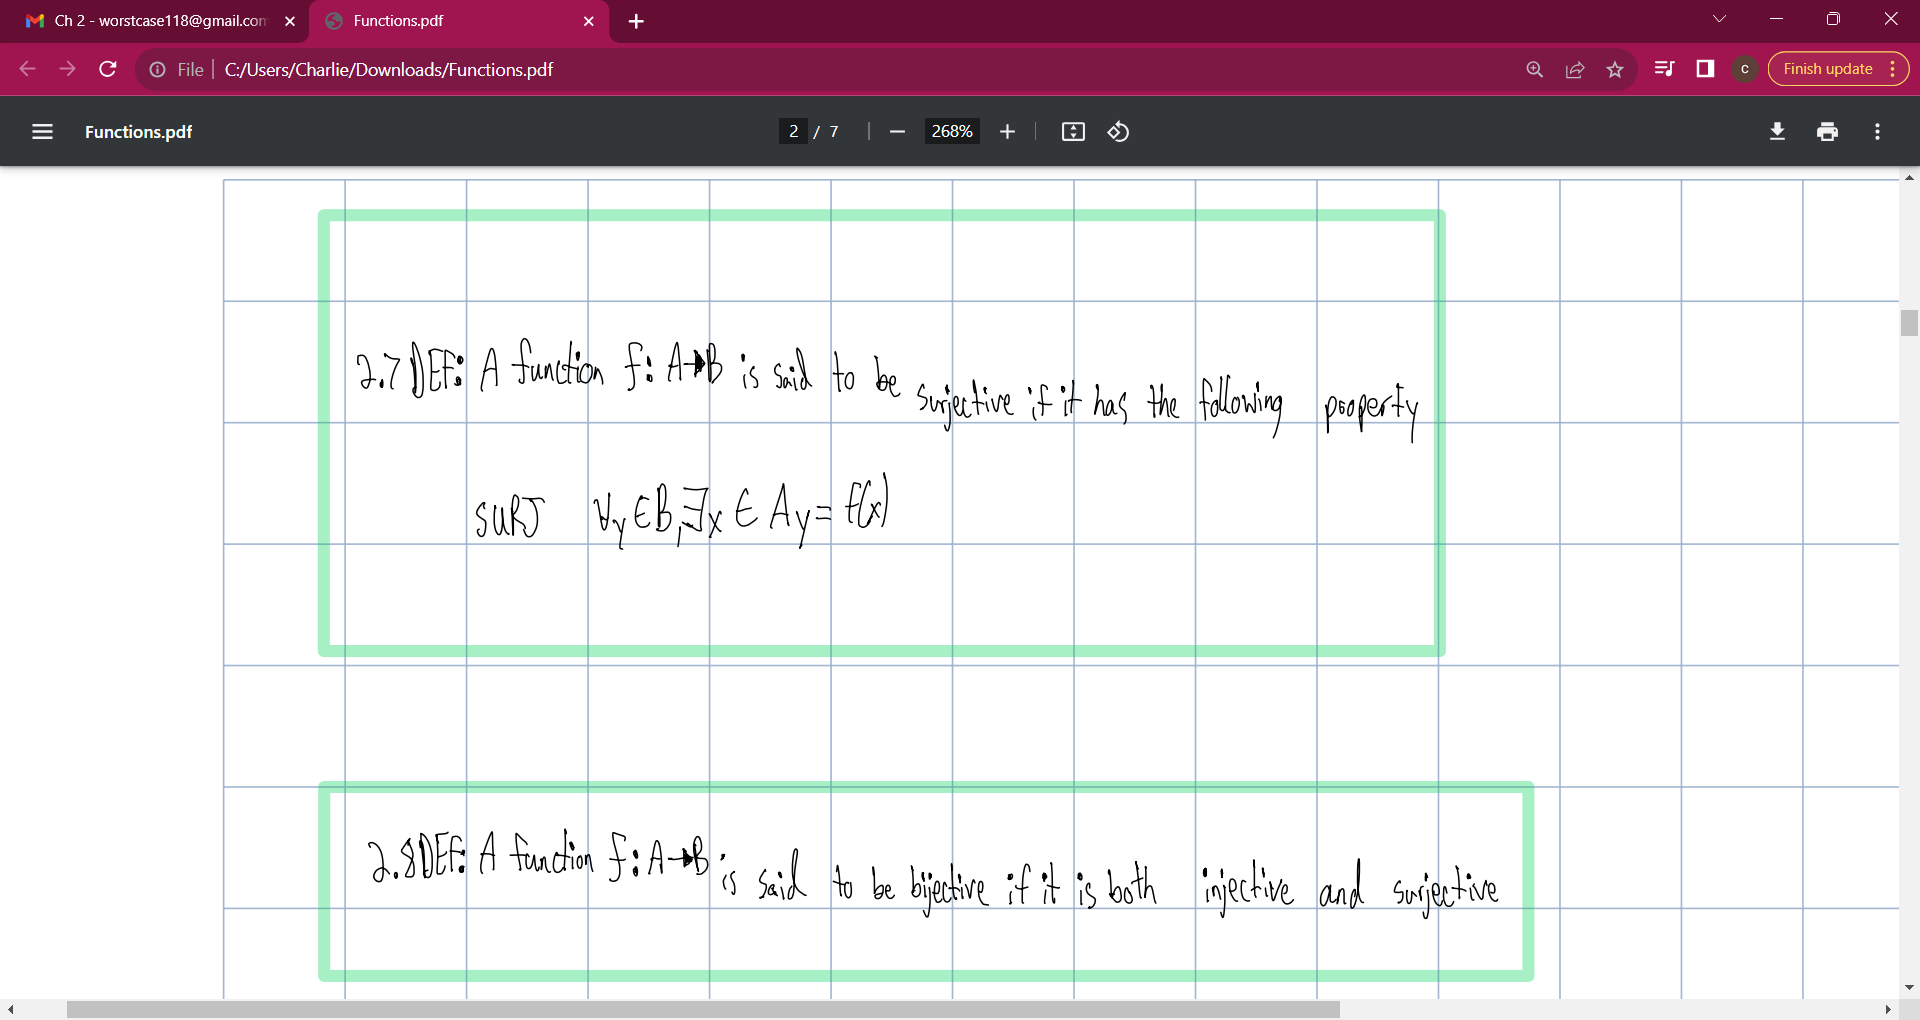 Ch 2 - worstcase118@gmail.com
Functions.pdf
File C:/Users/Charlie/Downloads/Functions.pdf
C
Finish update
Functions.pdf
2 / 7
268%
2.7 DEF: A function f: A→B is said to be surjective if it has the following property
SURJ ∀y∈B, ∃x ∈ A y = f(x)
2.8 DEF: A function f: A→B is said to be bijective if it is both injective and surjective